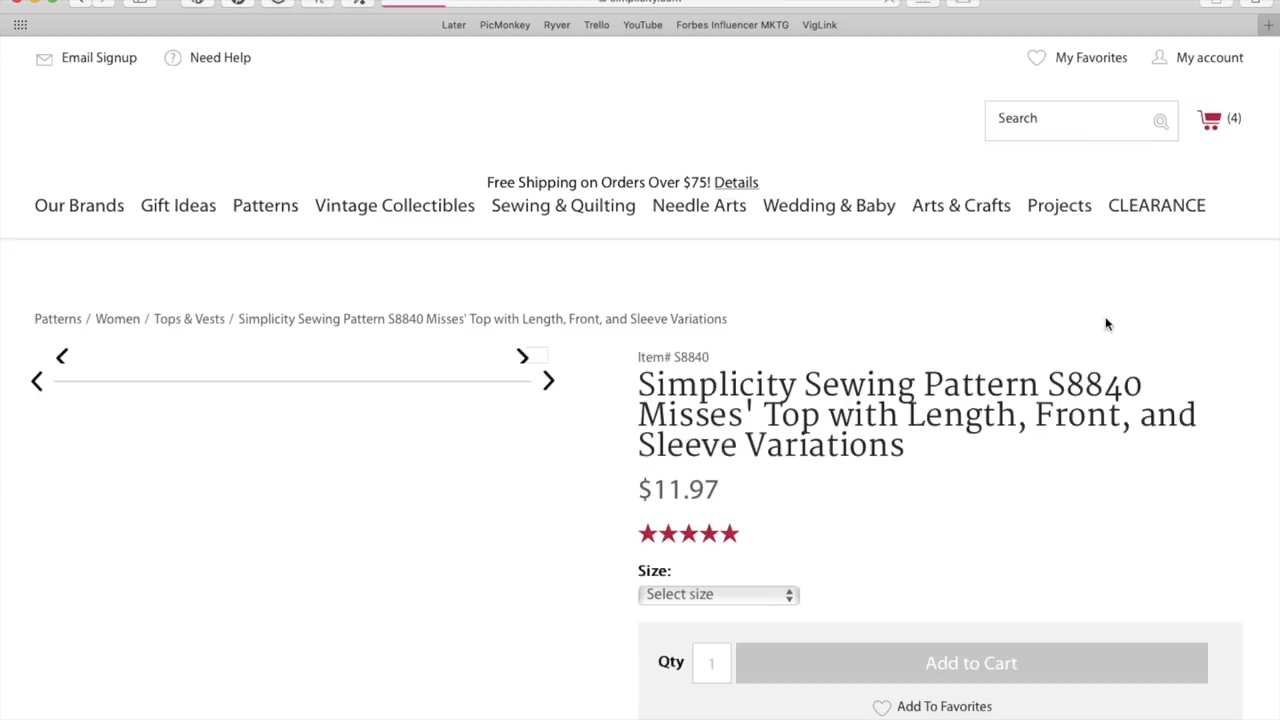 Later PicMonkey Ryver Trello YouTube Forbes Influencer MKTG VigLink
Email Signup Need Help My Favorites My account
Search (4)
Free Shipping on Orders Over $75! Details
Our Brands Gift Ideas Patterns Vintage Collectibles Sewing & Quilting Needle Arts Wedding & Baby Arts & Crafts Projects CLEARANCE
Patterns / Women / Tops & Vests / Simplicity Sewing Pattern S8840 Misses' Top with Length, Front, and Sleeve Variations
Item# S8840
Simplicity Sewing Pattern S8840
Misses' Top with Length, Front, and
Sleeve Variations
$11.97
Size:
Select size
Qty 1 Add to Cart
Add To Favorites